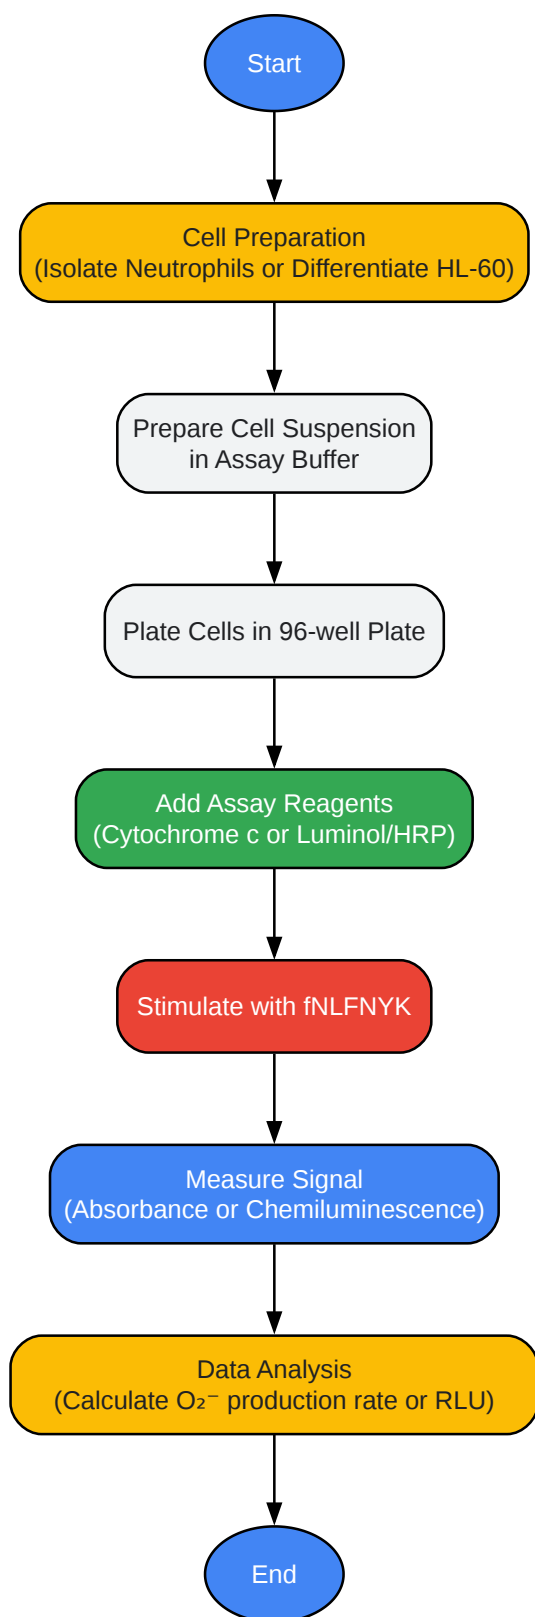 Start
Cell Preparation
(Isolate Neutrophils or Differentiate HL-60)
Prepare Cell Suspension
in Assay Buffer
Plate Cells in 96-well Plate
Add Assay Reagents
(Cytochrome c or Luminol/HRP)
Stimulate with fNLFNYK
Measure Signal
(Absorbance or Chemiluminescence)
Data Analysis
(Calculate O₂⁻ production rate or RLU)
End